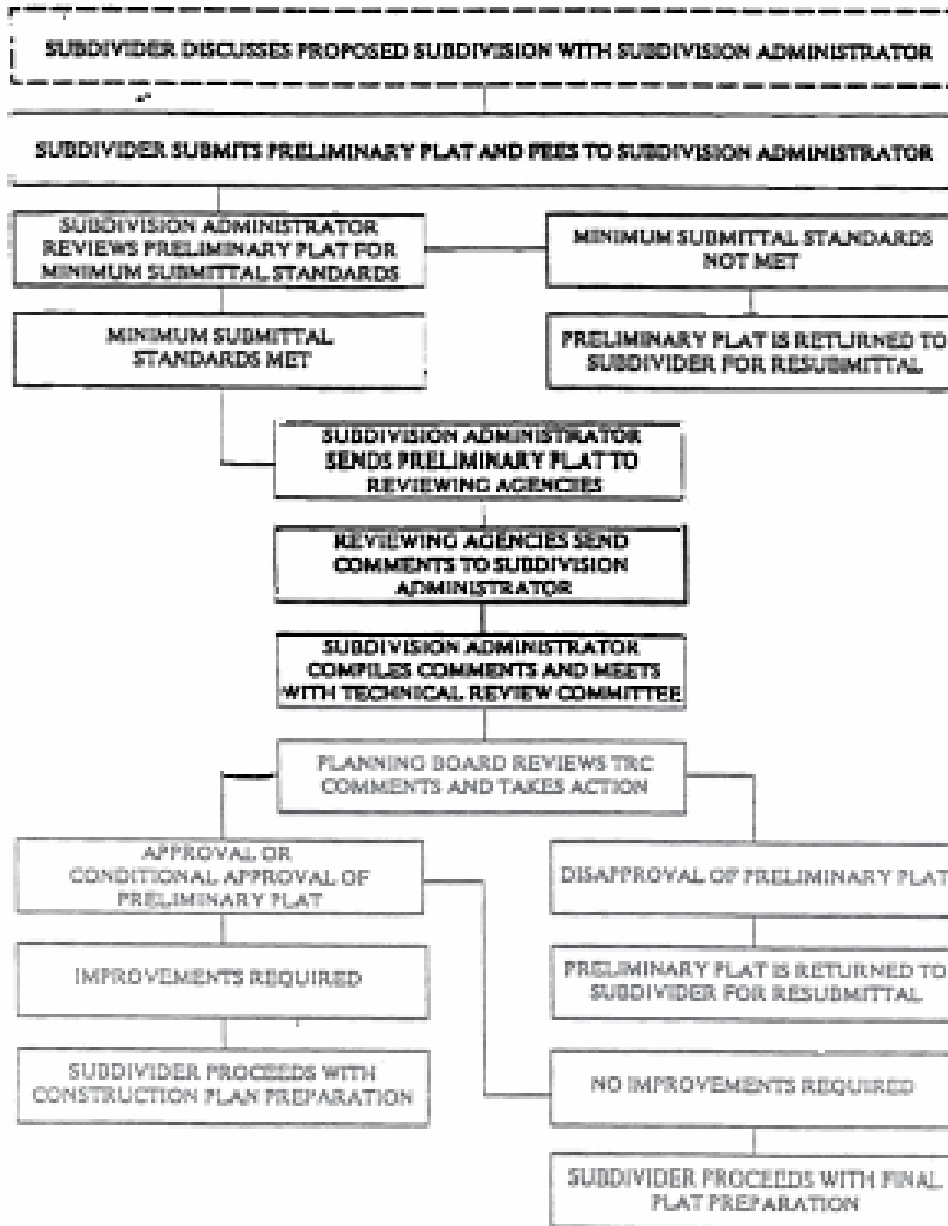 SUBDIVIDER DISCUSSES PROPOSED SUBDIVISION WITH SUBDIVISION ADMINISTRATOR
SUBDIVIDER SUBMITS PRELIMINARY PLAT AND FEES TO SUBDIVISION ADMINISTRATOR
SUBDIVISION ADMINISTRATOR
REVIEWS PRELIMINARY PLAT FOR
MINIMUM SUBMITTAL STANDARDS
MINIMUM SUBMITTAL STANDARDS
NOT MET
MINIMUM SUBMITTAL
STANDARDS MET
PRELIMINARY PLAT IS RETURNED TO
SUBDIVIDER FOR RESUBMITTAL
SUBDIVISION ADMINISTRATOR
SENDS PRELIMINARY PLAT TO
REVIEWING AGENCIES
REVIEWING AGENCIES SEND
COMMENTS TO SUBDIVISION
ADMINISTRATOR
SUBDIVISION ADMINISTRATOR
COMPILES COMMENTS AND MEETS
WITH TECHNICAL REVIEW COMMITTEE
PLANNING BOARD REVIEWS TRC
COMMENTS AND TAKES ACTION
APPROVAL OR
CONDITIONAL APPROVAL OF
PRELIMINARY PLAT
DISAPPROVAL OF PRELIMINARY PLAT
IMPROVEMENTS REQUIRED
PRELIMINARY PLAT IS RETURNED TO
SUBDIVIDER FOR RESUBMITTAL
SUBDIVIDER PROCEEDS WITH
CONSTRUCTION PLAN PREPARATION
NO IMPROVEMENTS REQUIRED
SUBDIVIDER PROCEEDS WITH FINAL
PLAT PREPARATION